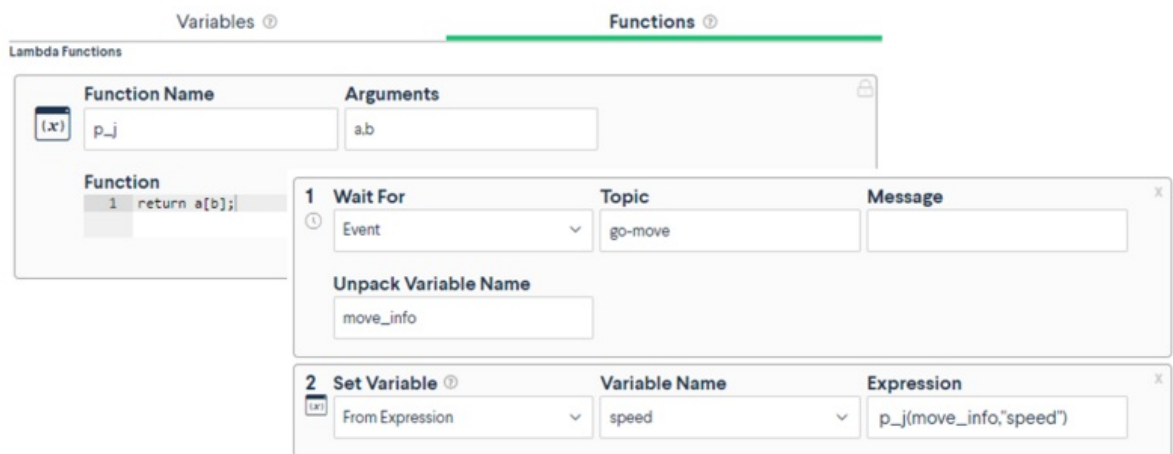 Variables ?
Functions ?
Lambda Functions
Function Name
Arguments
(x)
p_j
a,b
Function
1 return a[b];
1 Wait For
Topic
Message
X
Event
go-move
Unpack Variable Name
move_info
2 Set Variable ?
Variable Name
Expression
X
(x)
From Expression
speed
p_j(move_info,"speed")